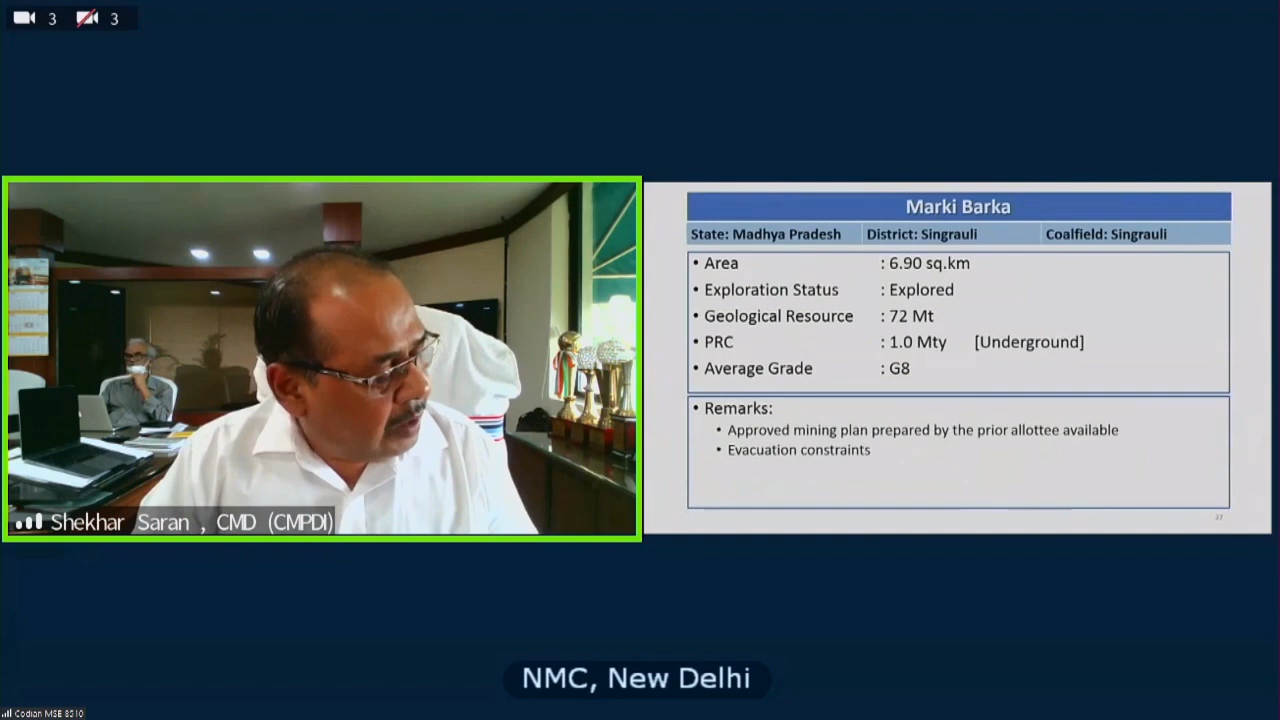 3 3
Marki Barka
State: Madhya Pradesh District: Singrauli Coalfield: Singrauli
• Area : 6.90 sq.km
• Exploration Status : Explored
• Geological Resource : 72 Mt
• PRC : 1.0 Mty [Underground]
• Average Grade : G8
• Remarks:
• Approved mining plan prepared by the prior allottee available
• Evacuation constraints
27
Shekhar Saran , CMD (CMPDI)
NMC, New Delhi
Codian MSE 8510